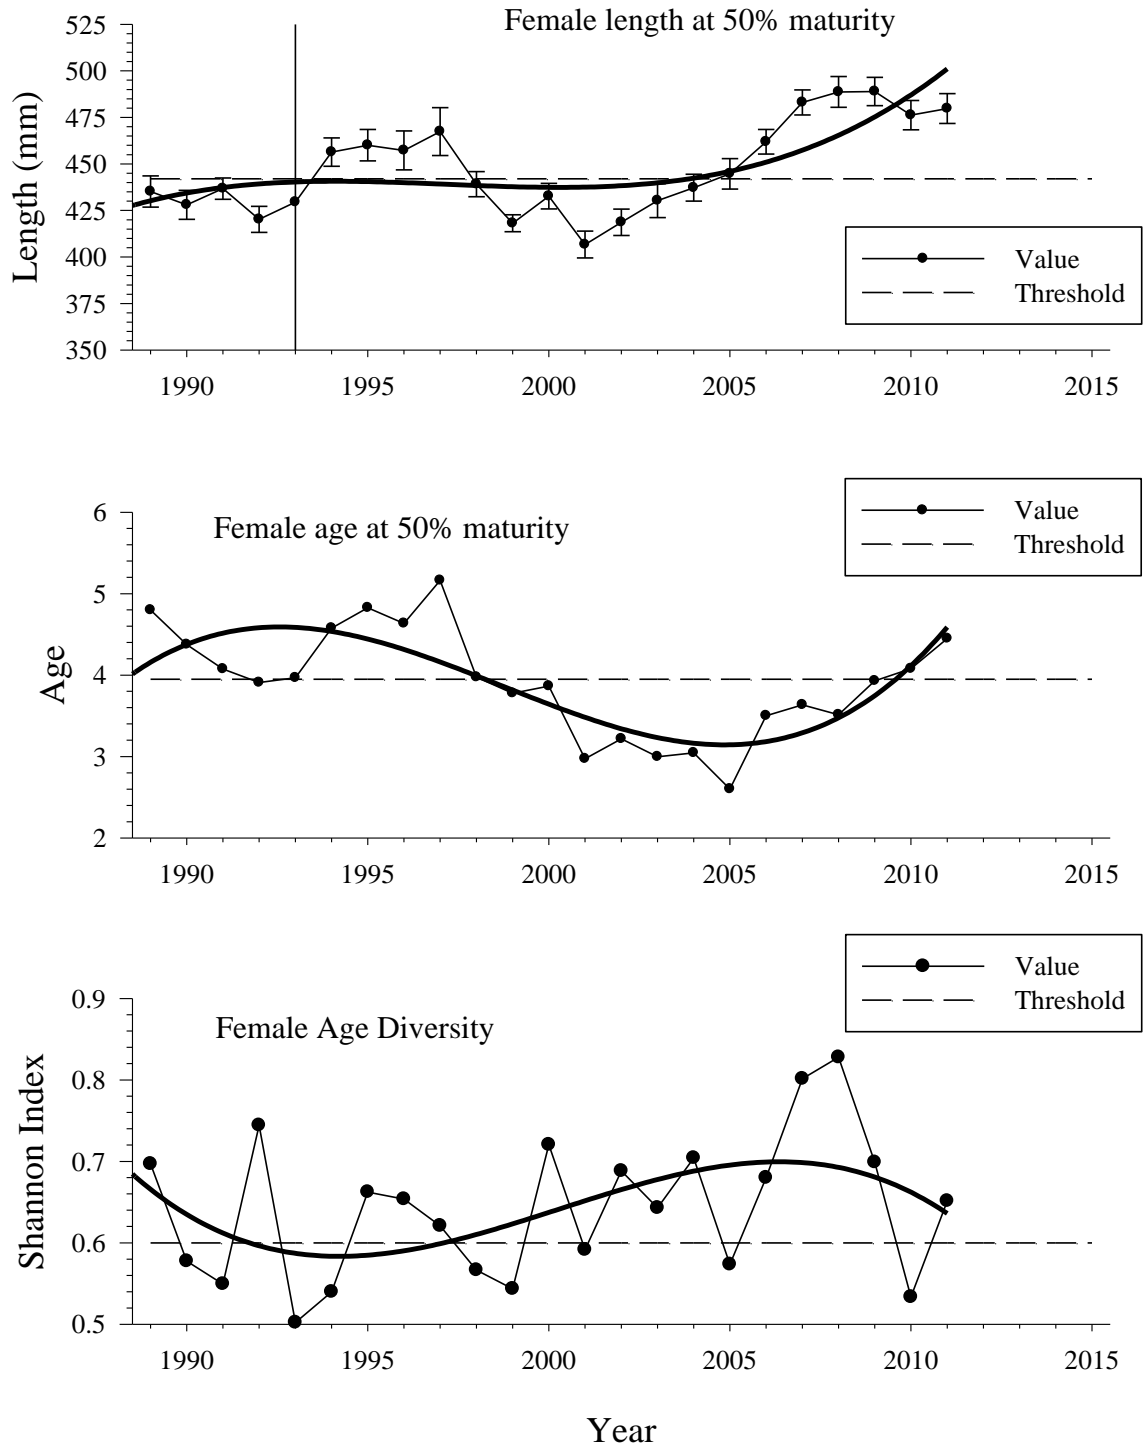 Female length at 50% maturity
525
500
475
450
425
400
375
350
Length (mm)
Value
Threshold
1990 1995 2000 2005 2010 2015
Female age at 50% maturity
6
5
4
3
2
Age
Value
Threshold
1990 1995 2000 2005 2010 2015
Female Age Diversity
0.9
0.8
0.7
0.6
0.5
Shannon Index
Value
Threshold
1990 1995 2000 2005 2010 2015
Year